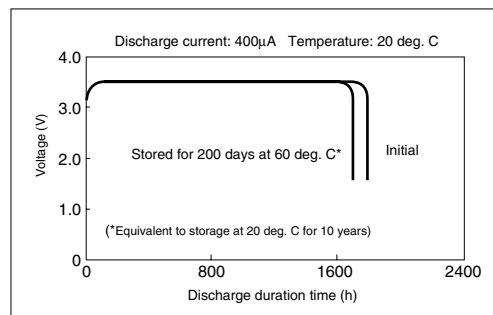 Discharge current: 400μA Temperature: 20 deg. C
4.0
3.0
2.0
1.0
0
Voltage (V)
Stored for 200 days at 60 deg. C*
Initial
(*Equivalent to storage at 20 deg. C for 10 years)
0 800 1600 2400
Discharge duration time (h)